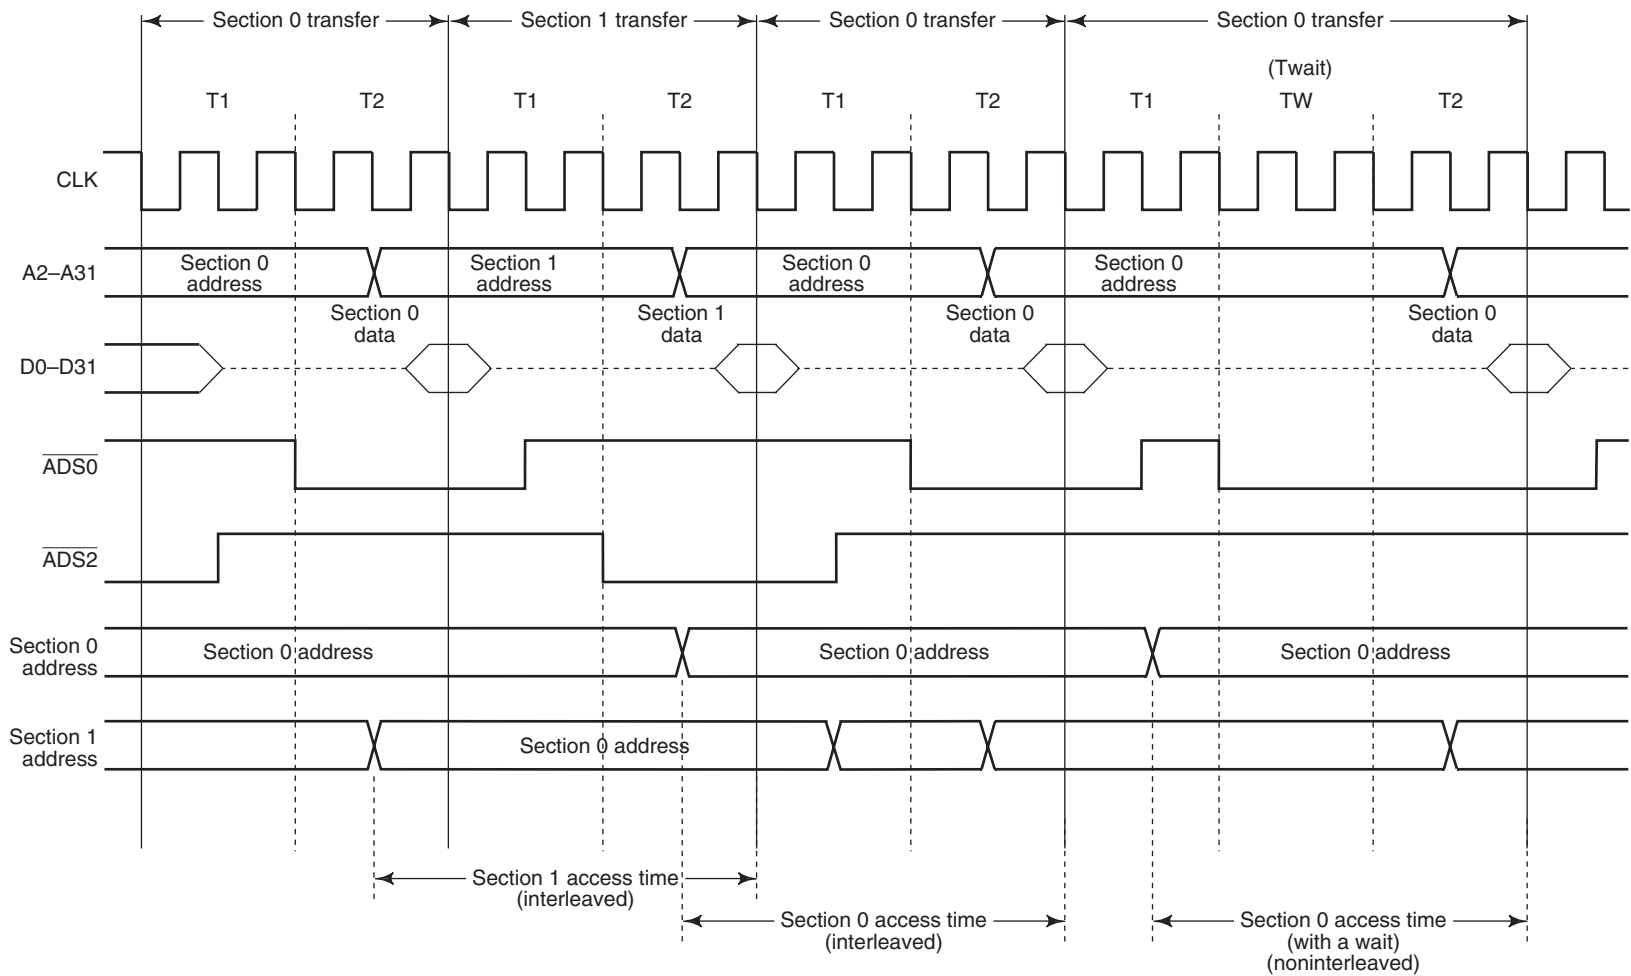 Section 0 transfer
Section 1 transfer
Section 0 transfer
Section 0 transfer
(Twait)
T1
T2
T1
T2
T1
T2
T1
TW
T2
CLK
A2–A31
Section 0
address
Section 1
address
Section 0
address
Section 0
address
Section 0
data
Section 1
data
Section 0
data
Section 0
data
D0–D31
ADS0
ADS2
Section 0
address
Section 0 address
Section 0 address
Section 0 address
Section 1
address
Section 0 address
Section 1 access time
(interleaved)
Section 0 access time
(interleaved)
Section 0 access time
(with a wait)
(noninterleaved)